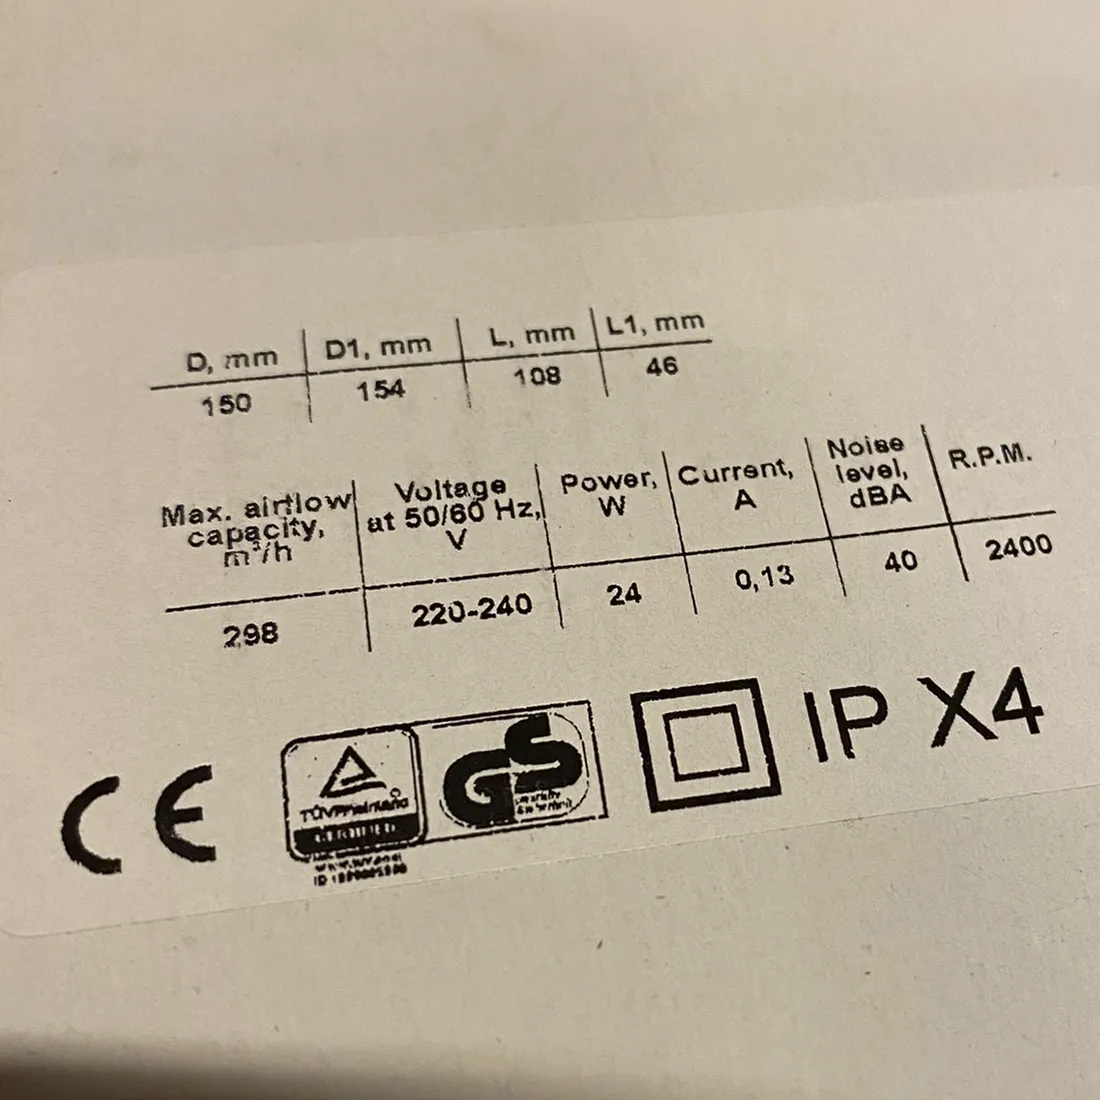 D, mm D1, mm L, mm L1, mm
150 154 108 46
Max. airflow capacity, m³/h Voltage at 50/60 Hz, V Power, W Current, A Noise level, dBA R.P.M.
298 220-240 24 0,13 40 2400
CE TÜVRheinland GS IP X4
CERTIFIED